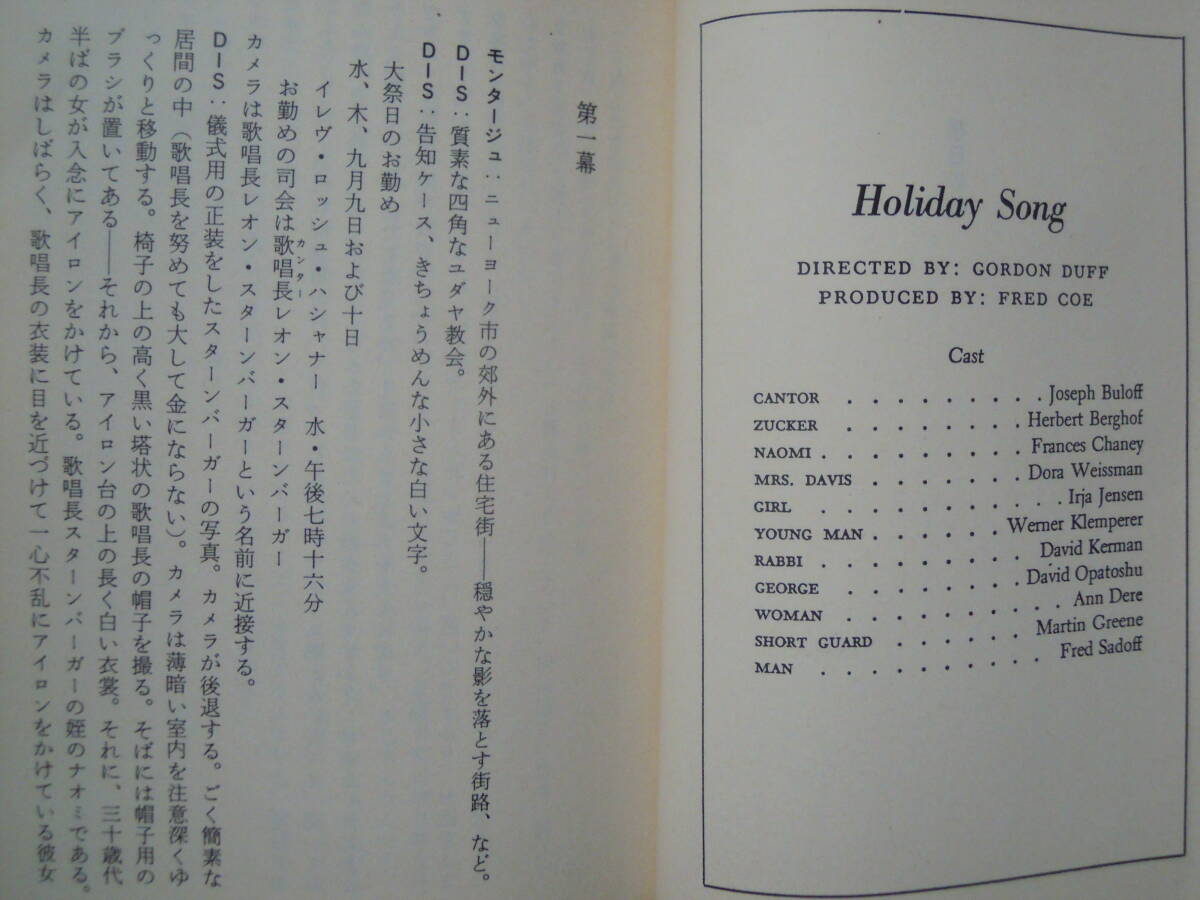 Holiday Song
DIRECTED BY: GORDON DUFF
PRODUCED BY: FRED COE
Cast
CANTOR . . . . . . . . . Joseph Buloff
ZUCKER . . . . . . . . Herbert Berghof
NAOMI . . . . . . . . . Frances Chaney
MRS. DAVIS . . . . . . . Dora Weissman
GIRL . . . . . . . . . . . Irja Jensen
YOUNG MAN . . . . . . Werner Klemperer
RABBI . . . . . . . . . David Kerman
GEORGE . . . . . . . . David Opatoshu
WOMAN . . . . . . . . . . Ann Dere
SHORT GUARD . . . . . . Martin Greene
MAN . . . . . . . . . . Fred Sadoff
第一幕
モンタージュ:ニューヨーク市の郊外にある住宅街――穏やかな影を落とす街路、など。
DIS:質素な四角なユダヤ教会。
DIS:告知ケース、きちょうめんな小さな白い文字。
大祭日のお勤め
水、木、九月九日および十日
イレヴ・ロッシュ・ハシャナー 水・午後七時十六分
お勤めの司会は歌唱長カンターレオン・スターンバーガー
カメラは歌唱長レオン・スターンバーガーという名前に近接する。
DIS:儀式用の正装をしたスターンバーガーの写真。カメラが後退する。ごく簡素な
居間の中(歌唱長を努めても大して金にならない)。カメラは薄暗い室内を注意深くゆ
っくりと移動する。椅子の上の高く黒い塔状の歌唱長の帽子を撮る。そばには帽子用の
ブラシが置いてある――それから、アイロン台の上の長く白い衣裳。それに、三十歳代
半ばの女が入念にアイロンをかけている。歌唱長スターンバーガーの姪のナオミである。
カメラはしばらく、歌唱長の衣装に目を近づけて一心不乱にアイロンをかけている彼女